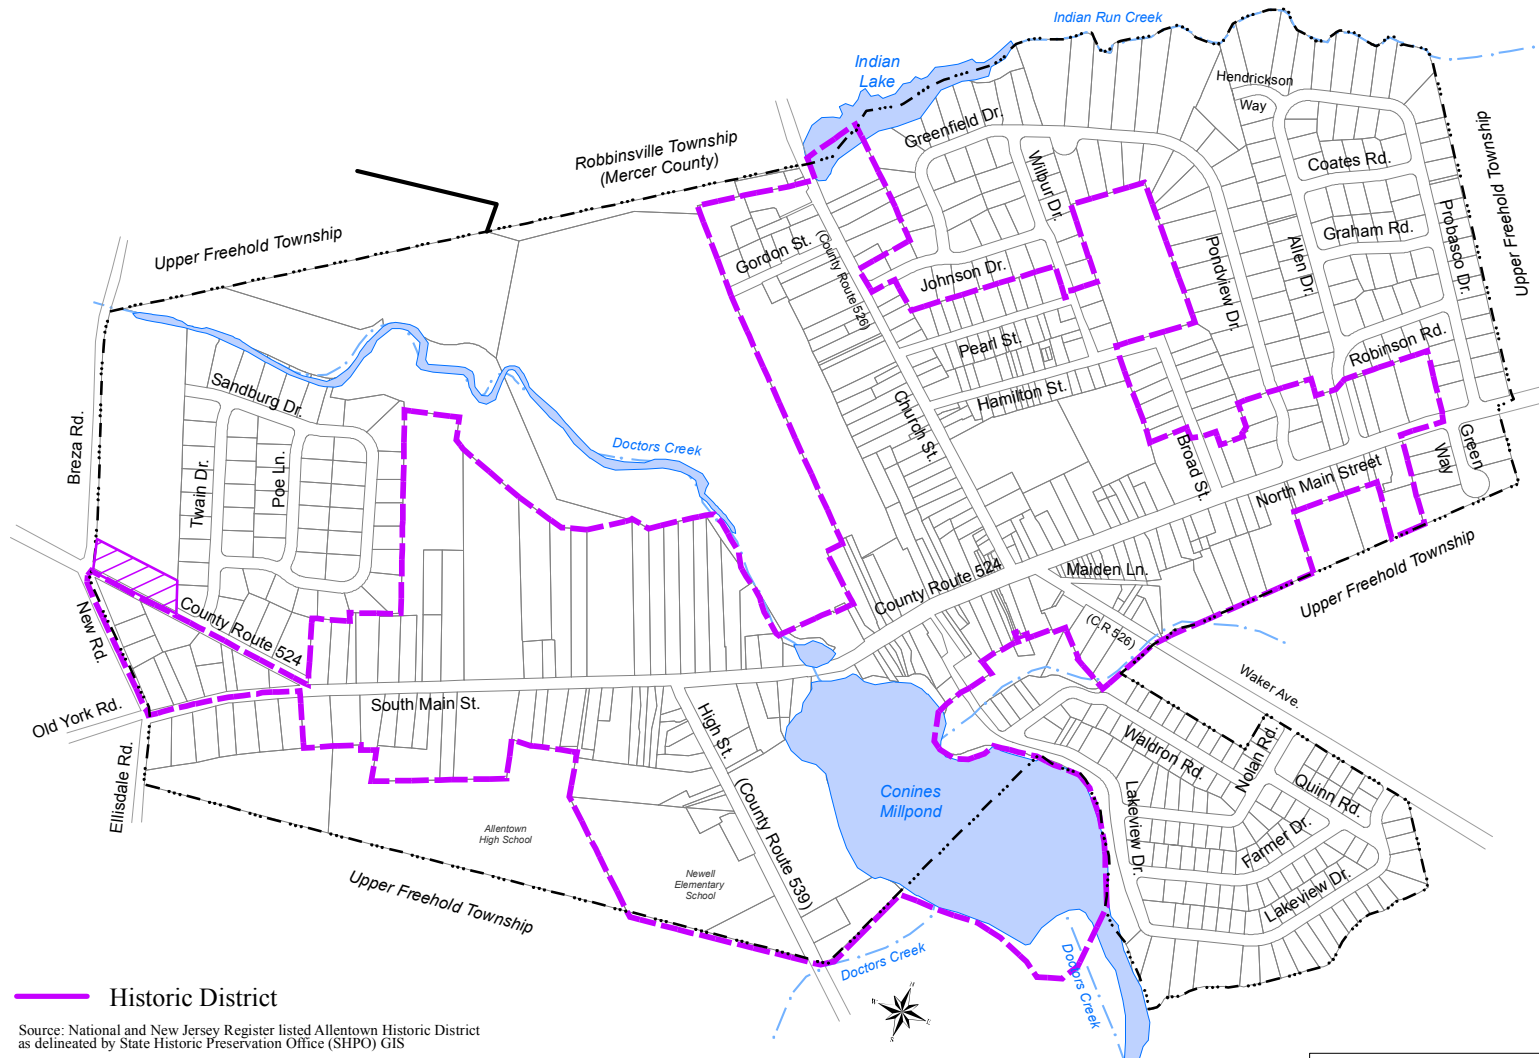 Indian Run Creek
Indian
Lake
Hendrickson
Way
Greenfield Dr.
Upper Freehold Township
Robbinsville Township
(Mercer County)
Wilbur Dr.
Coates Rd.
Probasco Dr.
Graham Rd.
Allen Dr.
Pondview Dr.
Upper Freehold Township
Gordon St.
(County Route 526)
Johnson Dr.
Pearl St.
Robinson Rd.
Hamilton St.
Sandburg Dr.
Church St.
Breza Rd.
Doctors Creek
Twain Dr.
Poe Ln.
Broad St.
North Main Street
Green
Way
Maiden Ln.
County Route 524
Upper Freehold Township
New Rd.
County Route 524
(C R 526)
Waker Ave.
Old York Rd.
South Main St.
High St.
Waldron Rd.
Nolan Rd.
Quinn Rd.
Ellisdale Rd.
Conines
Millpond
Lakeview Dr.
Farmer Dr.
(County Route 539)
Allentown
High School
Newell
Elementary
School
Lakeview Dr.
Upper Freehold Township
Doctors Creek
Doctors Creek
N
E
S
W
Historic District
Source: National and New Jersey Register listed Allentown Historic District
as delineated by State Historic Preservation Office (SHPO) GIS